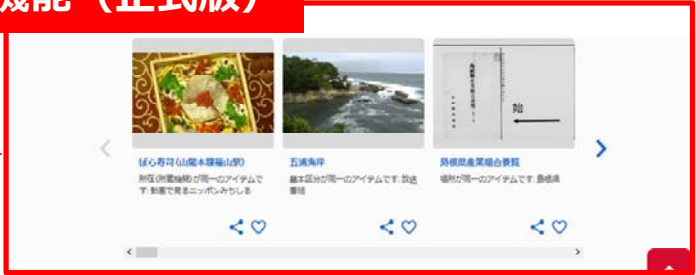 機能（正式版）
ばら寿司(山陽本線福山駅)
所在(所蔵機関)が同一のアイテムで
す: 動画で見るニッポンみちしる
五浦海岸
基本区分が同一のアイテムです: 放送
番組
島根県産業組合要覧
場所が同一のアイテムです: 島根県
始